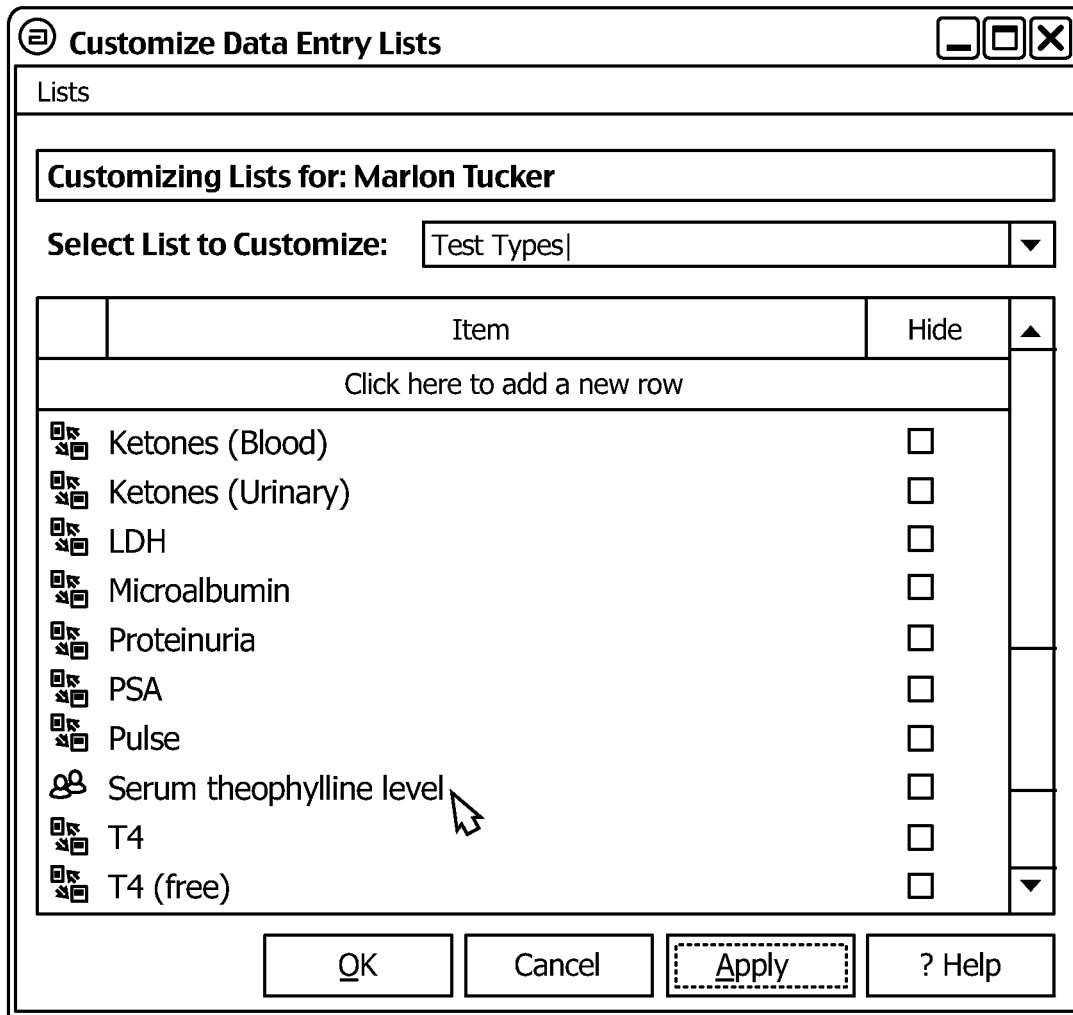 Customize Data Entry Lists
Lists
Customizing Lists for: Marlon Tucker
Select List to Customize: Test Types
Item Hide
Click here to add a new row
Ketones (Blood)
Ketones (Urinary)
LDH
Microalbumin
Proteinuria
PSA
Pulse
Serum theophylline level
T4
T4 (free)
OK Cancel Apply ? Help